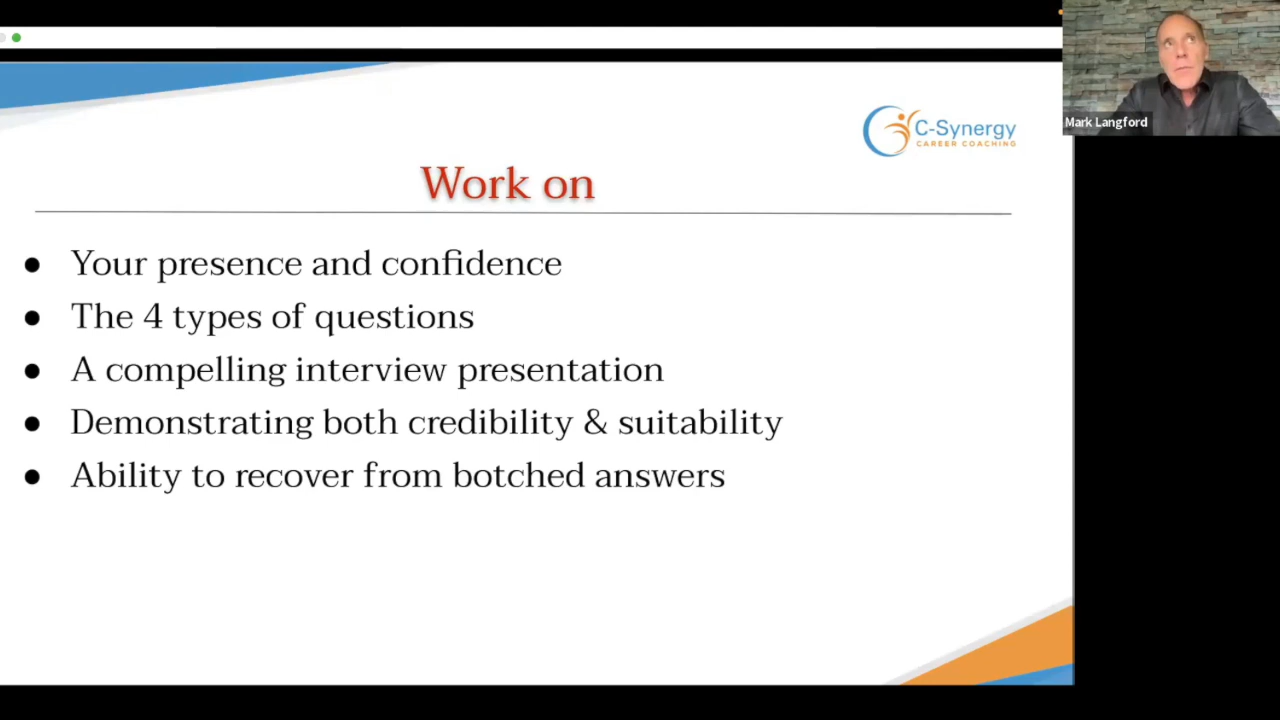 C-Synergy
CAREER COACHING
Mark Langford
Work on
● Your presence and confidence
● The 4 types of questions
● A compelling interview presentation
● Demonstrating both credibility & suitability
● Ability to recover from botched answers